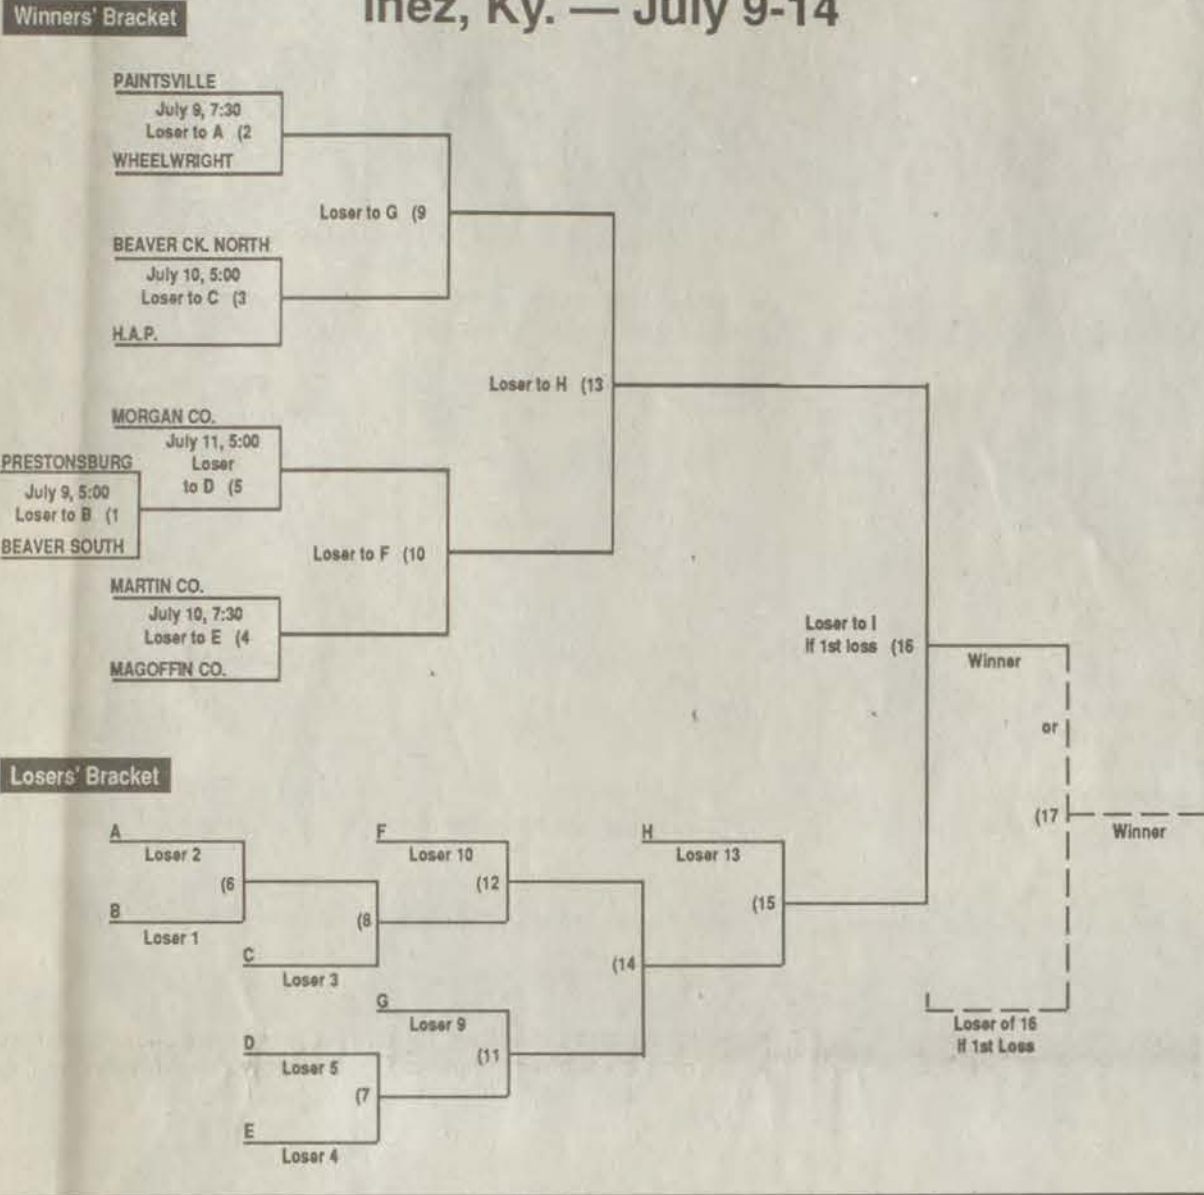 Inez, Ky. — July 9-14
Winners' Bracket
PAINTSVILLE
July 9, 7:30
Loser to A (2
WHEELWRIGHT
Loser to G (9
BEAVER CK. NORTH
July 10, 5:00
Loser to C (3
H.A.P.
Loser to H (13
MORGAN CO.
July 11, 5:00
Loser
to D (5
PRESTONSBURG
July 9, 5:00
Loser to B (1
BEAVER SOUTH
Loser to F (10
MARTIN CO.
July 10, 7:30
Loser to E (4
MAGOFFIN CO.
Loser to I
If 1st loss (16
Winner
or
(17
Winner
Loser of 16
If 1st Loss
Losers' Bracket
A
Loser 2
(6
B
Loser 1
(8
C
Loser 3
F
Loser 10
(12
G
Loser 9
(11
D
Loser 5
(7
E
Loser 4
(14
H
Loser 13
(15